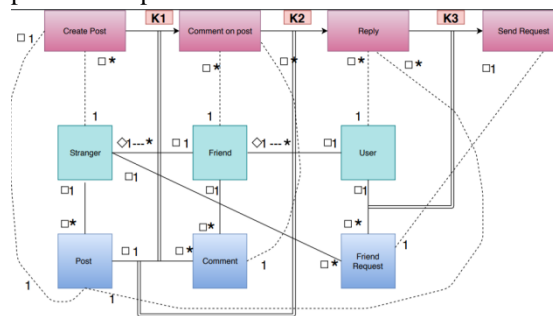 K1 K2 K3
Create Post Comment on post Reply Send Request
□ 1
□ * □ * □ * □ * □ 1
1 1 1
Stranger ◇1---* □ 1 Friend ◇1---* □ 1 User
□ 1 □ 1 □ 1 □ 1
□ * □ * □ *
Post □ 1 □ * Comment 1 □ * Friend Request 1
1 1